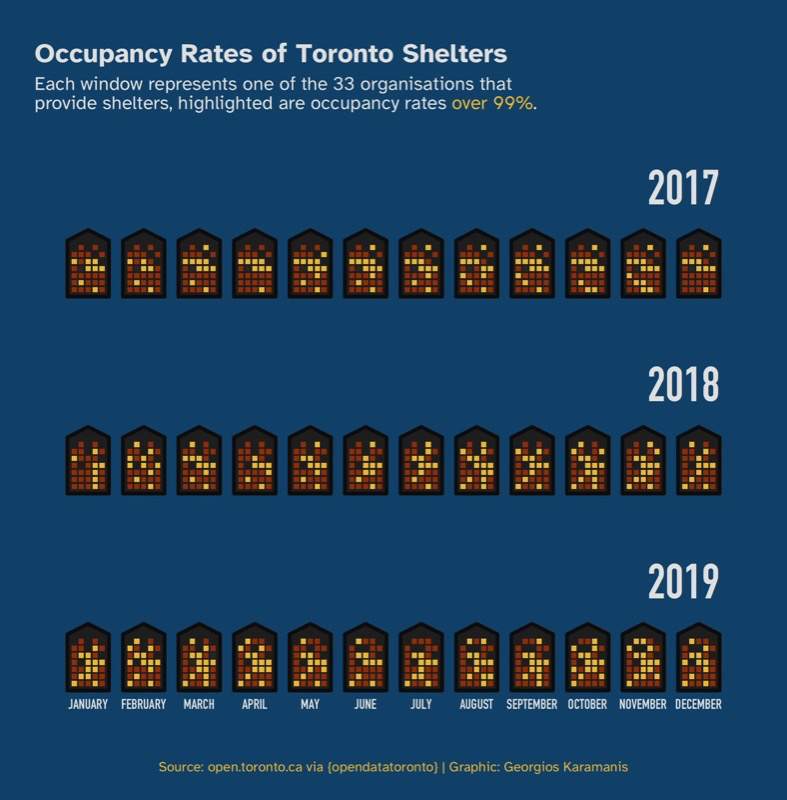 Occupancy Rates of Toronto Shelters
Each window represents one of the 33 organisations that
provide shelters, highlighted are occupancy rates over 99%.
2017
2018
2019
JANUARY FEBRUARY MARCH APRIL MAY JUNE JULY AUGUST SEPTEMBER OCTOBER NOVEMBER DECEMBER
Source: open.toronto.ca via {opendatatoronto} | Graphic: Georgios Karamanis